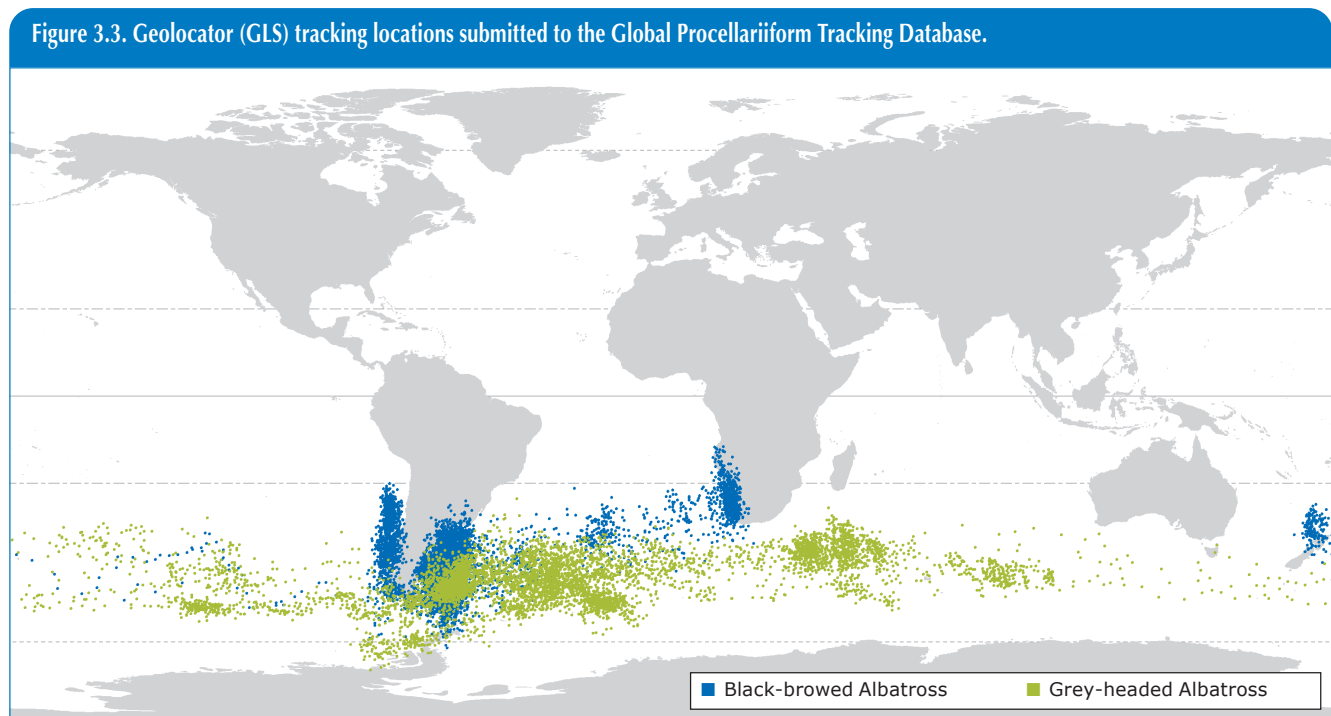 Figure 3.3. Geolocator (GLS) tracking locations submitted to the Global Procellariiform Tracking Database.
Black-browed Albatross
Grey-headed Albatross